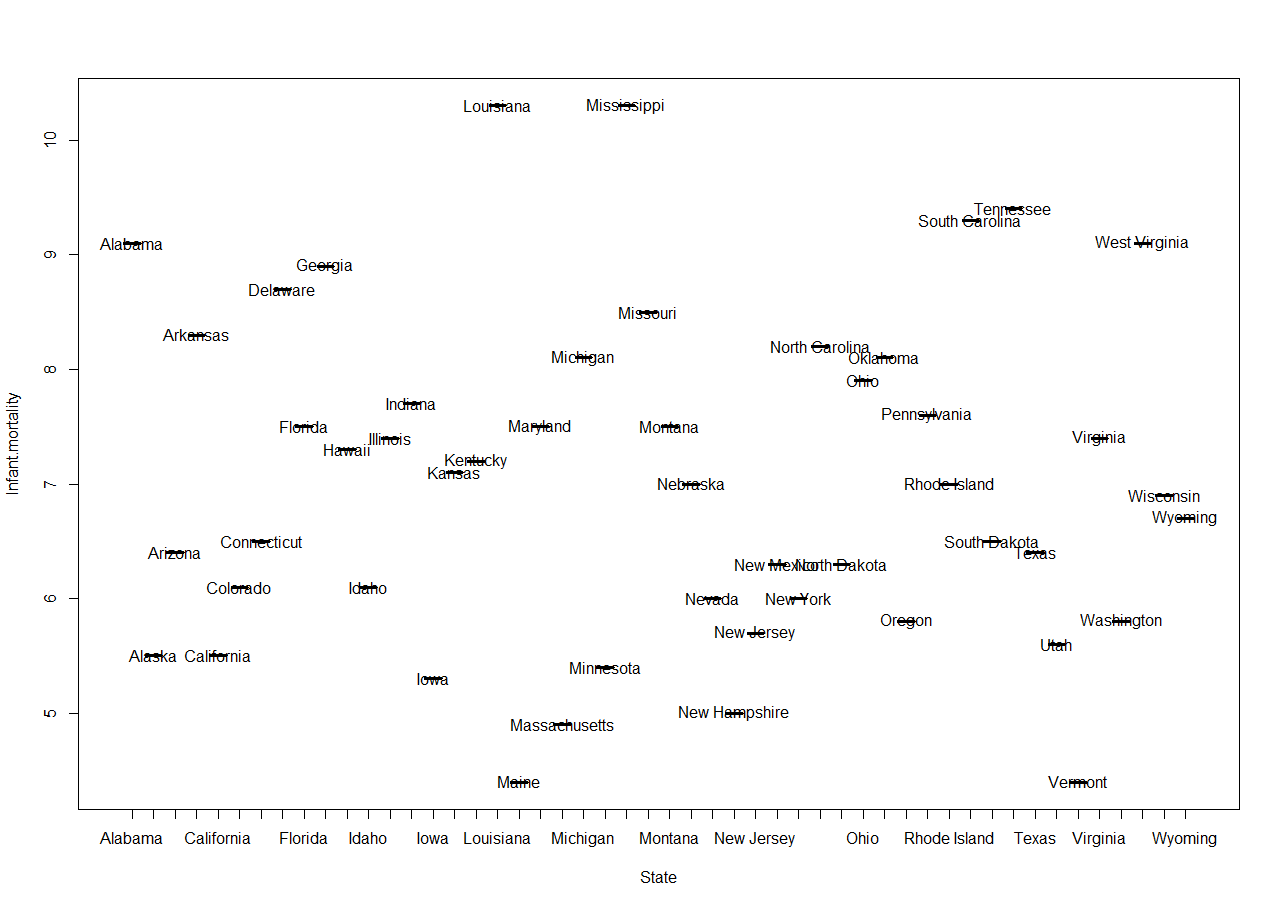 Louisiana
Mississippi
10
Tennessee
South Carolina
Alabama
West Virginia
9
Georgia
Delaware
Missouri
Arkansas
North Carolina
Michigan
Oklahoma
8
Ohio
Indiana
Pennsylvania
Florida
Maryland
Montana
Illinois
Virginia
Hawaii
Kentucky
Kansas
Infant.mortality
7
Nebraska
Rhode Island
Wisconsin
Wyoming
Connecticut
South Dakota
Arizona
Texas
New Mexico
North Dakota
Colorado
Idaho
6
Nevada
New York
Oregon
Washington
New Jersey
Utah
Alaska
California
Minnesota
Iowa
5
New Hampshire
Massachusetts
Maine
Vermont
Alabama California Florida Idaho Iowa Louisiana Michigan Montana New Jersey Ohio Rhode Island Texas Virginia Wyoming
State